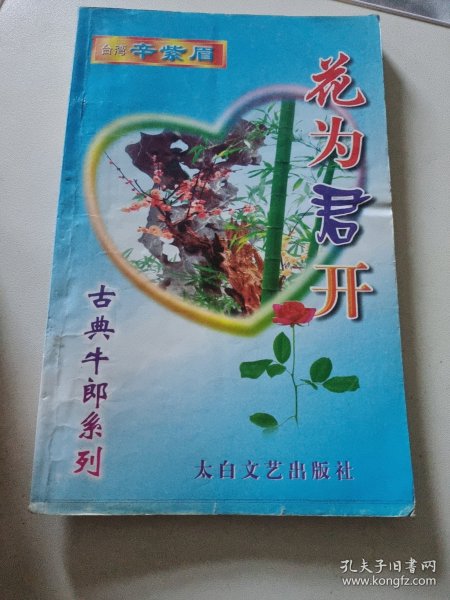 台湾 辛紫眉
花为君开
古典牛郎系列
太白文艺出版社
孔夫子旧书网
www.kongfz.com